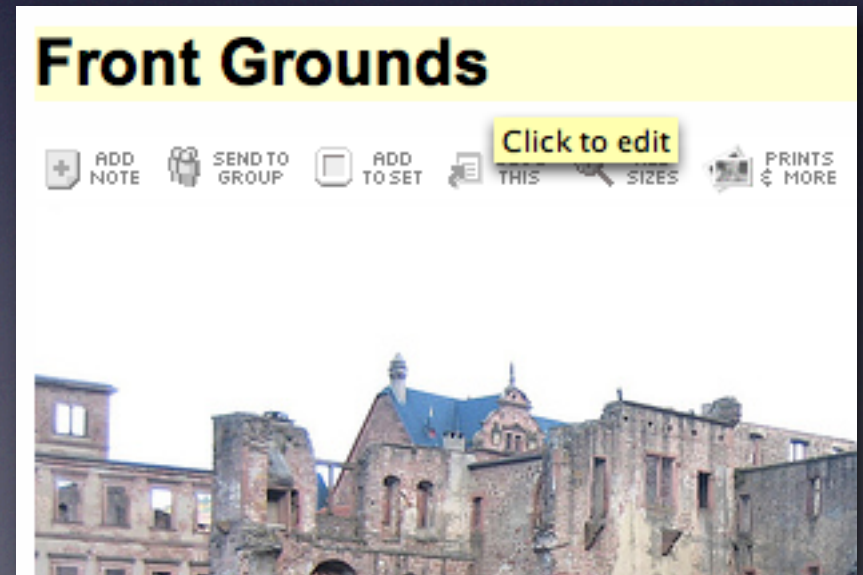 Front Grounds
Click to edit
ADD
NOTE
SEND TO
GROUP
ADD
TO SET
THIS
SIZES
PRINTS
& MORE